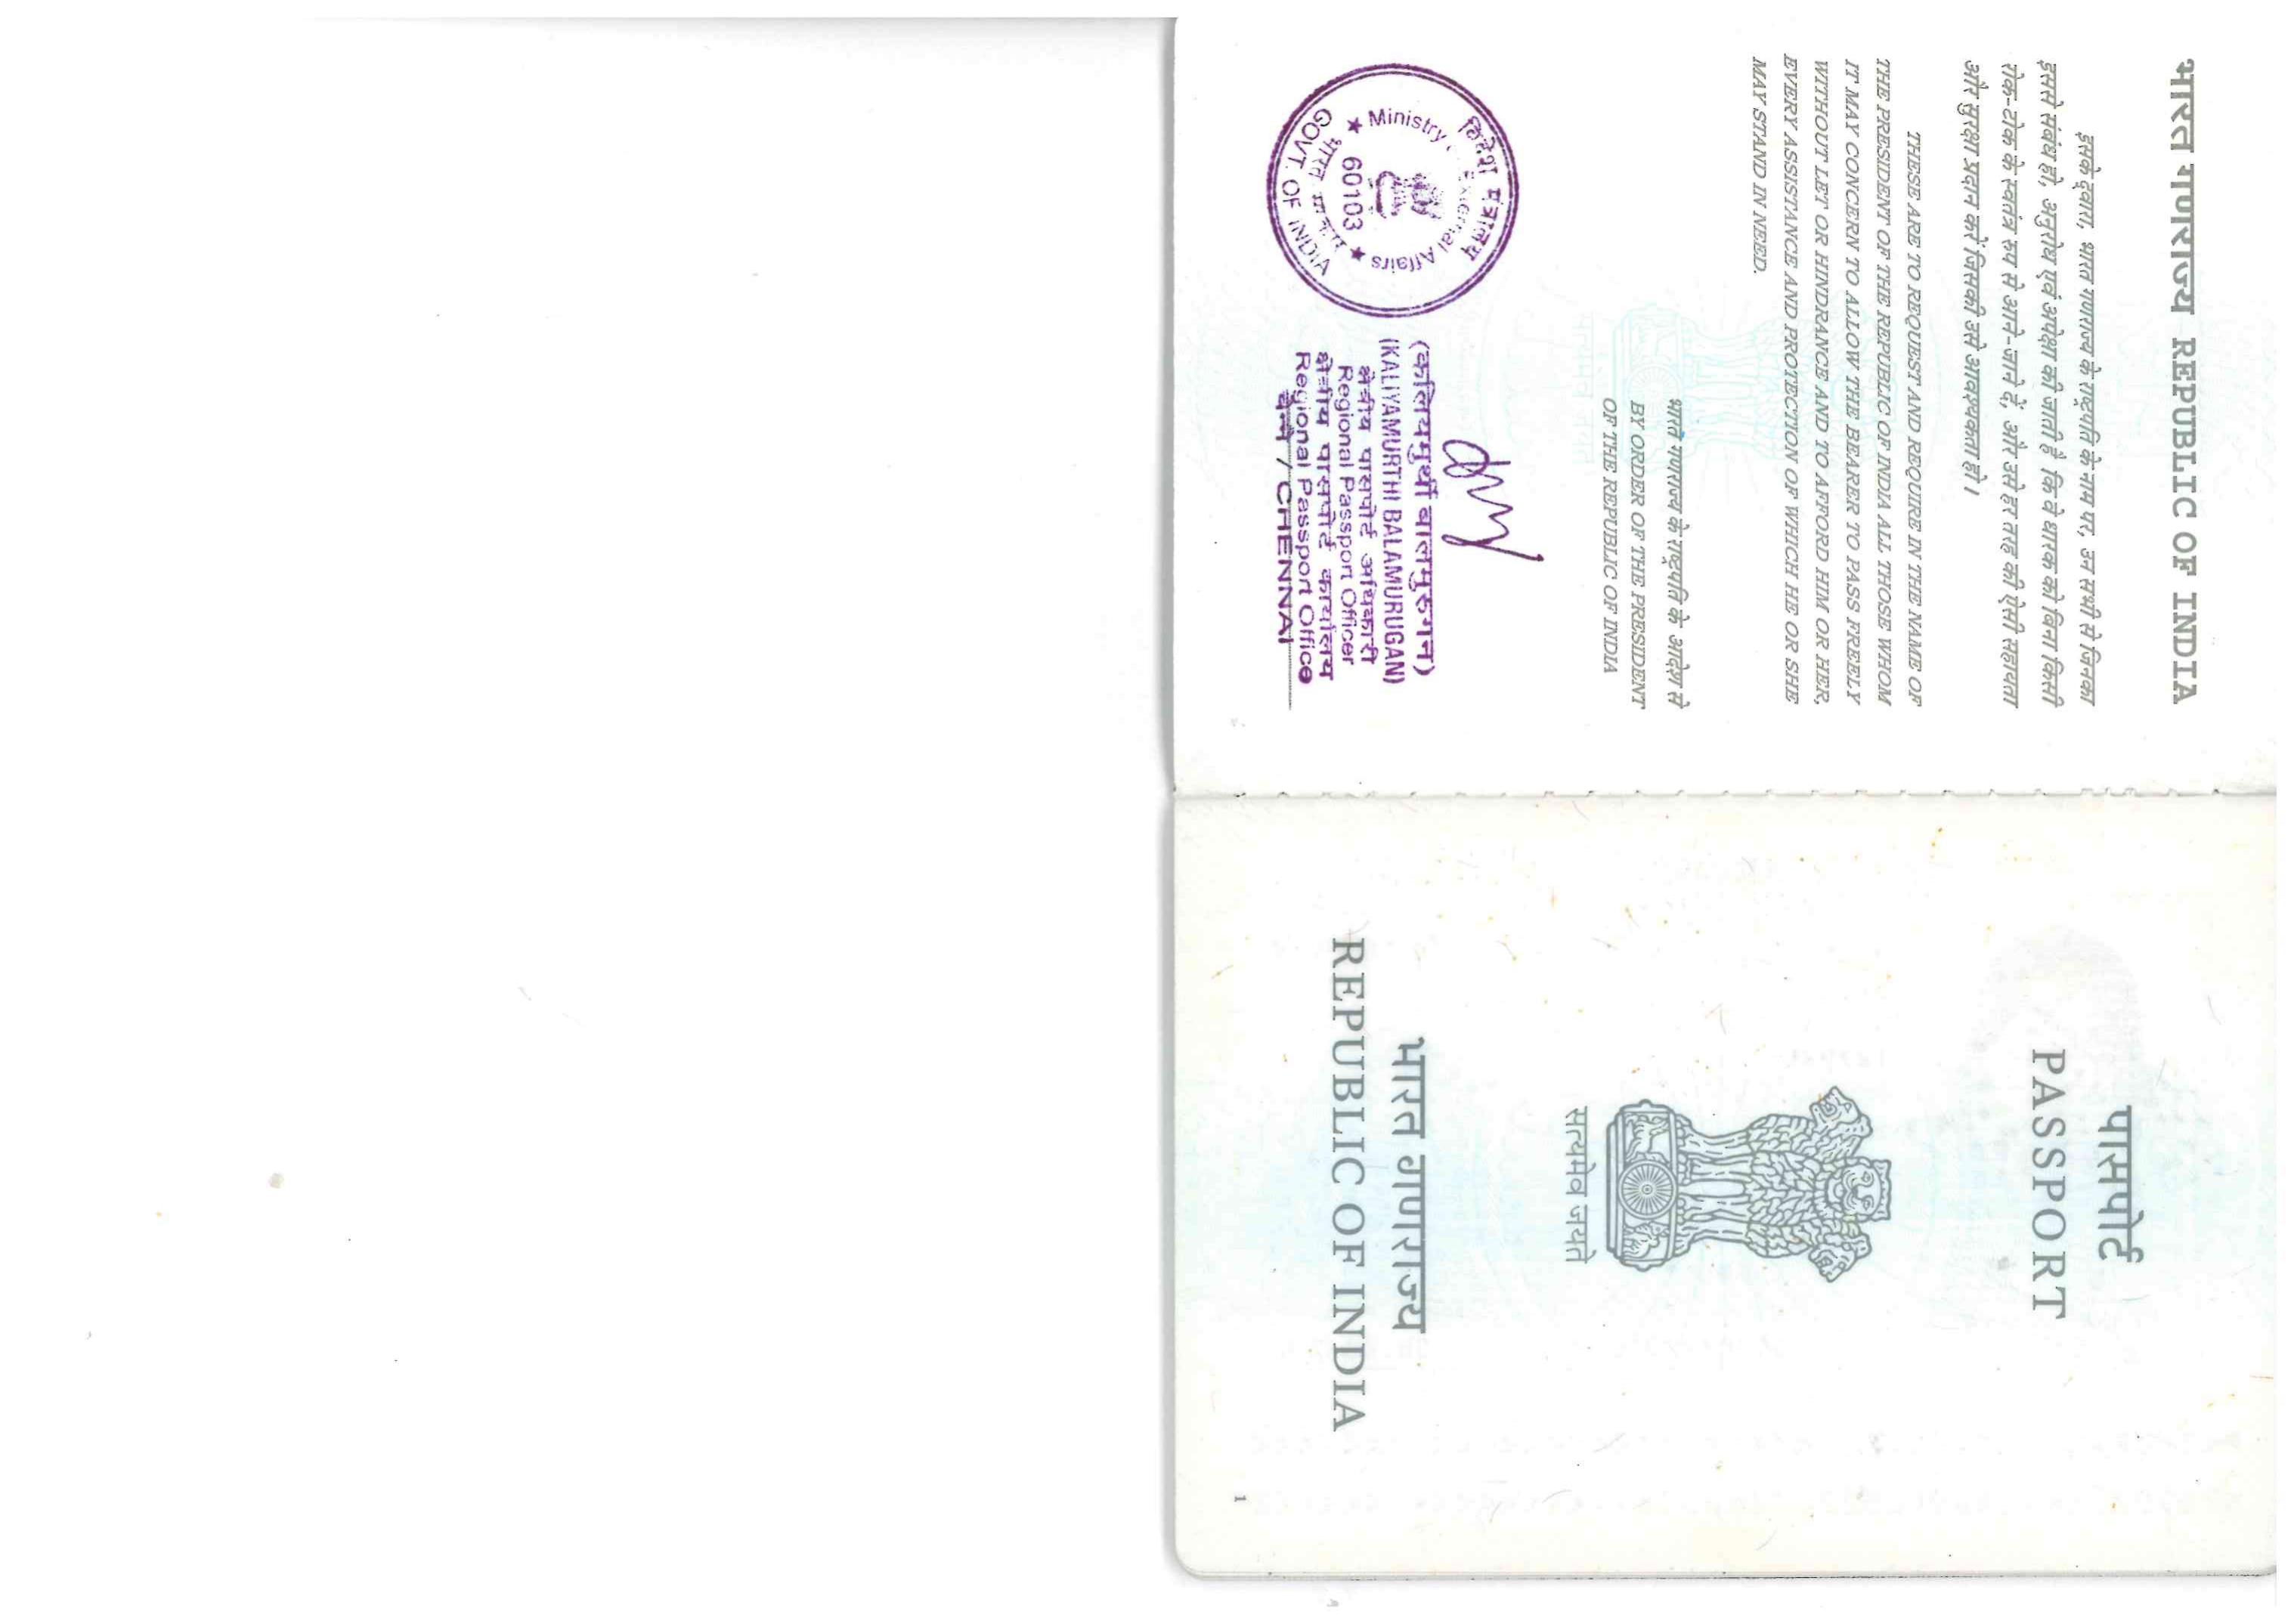 भारत गणराज्य REPUBLIC OF INDIA
इसके द्वारा, भारत गणराज्य के राष्ट्रपति के नाम पर, उन सभी से जिनका
इससे संबंध हो, अनुरोध एवं अपेक्षा की जाती है कि वे धारक को बिना किसी
रोक-टोक के स्वतंत्र रूप से आने-जाने दें, और उसे हर तरह की ऐसी सहायता
और सुरक्षा प्रदान करें जिसकी उसे आवश्यकता हो।
THESE ARE TO REQUEST AND REQUIRE IN THE NAME OF
THE PRESIDENT OF THE REPUBLIC OF INDIA ALL THOSE WHOM
IT MAY CONCERN TO ALLOW THE BEARER TO PASS FREELY
WITHOUT LET OR HINDRANCE AND TO AFFORD HIM OR HER,
EVERY ASSISTANCE AND PROTECTION OF WHICH HE OR SHE
MAY STAND IN NEED.
भारत गणराज्य के राष्ट्रपति के आदेश से
BY ORDER OF THE PRESIDENT
OF THE REPUBLIC OF INDIA
विदेश मंत्रालय
Ministry External Affairs
60103
भारत सरकार
GOVT. OF INDIA
(कलियमुर्थी बालमुरुगन)
(KALIYAMURTHI BALAMURUGAN)
क्षेत्रीय पासपोर्ट अधिकारी
Regional Passport Officer
क्षेत्रीय पासपोर्ट कार्यालय
Regional Passport Office
चेन्नै / CHENNAI
पासपोर्ट
PASSPORT
सत्यमेव जयते
भारत गणराज्य
REPUBLIC OF INDIA
1